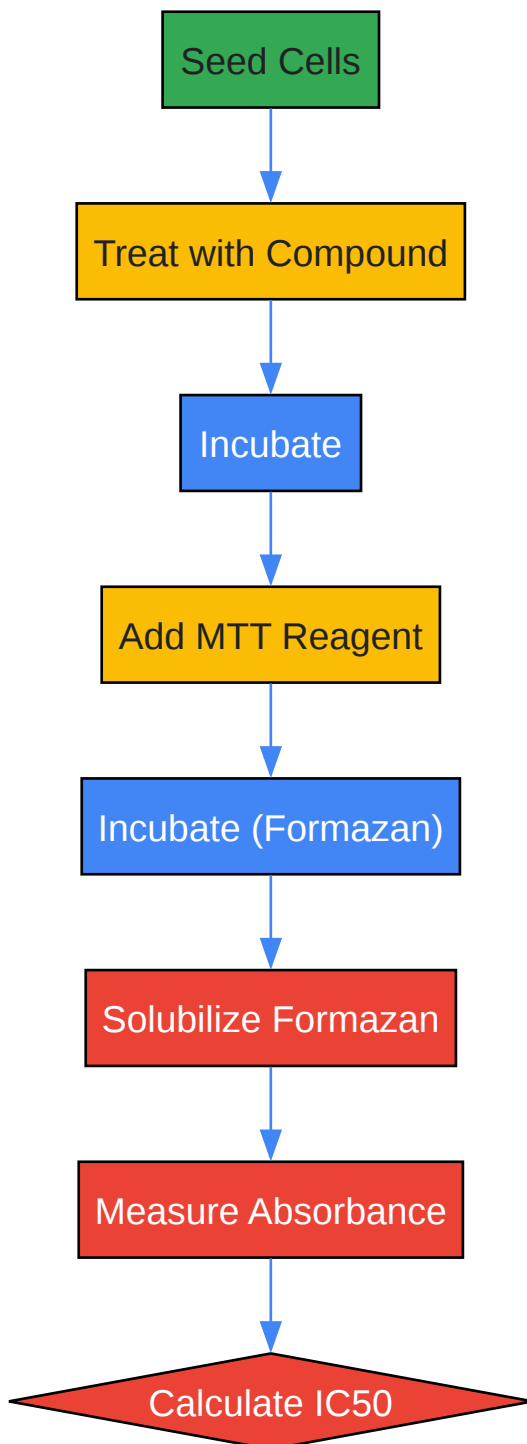 Seed Cells
Treat with Compound
Incubate
Add MTT Reagent
Incubate (Formazan)
Solubilize Formazan
Measure Absorbance
Calculate IC50